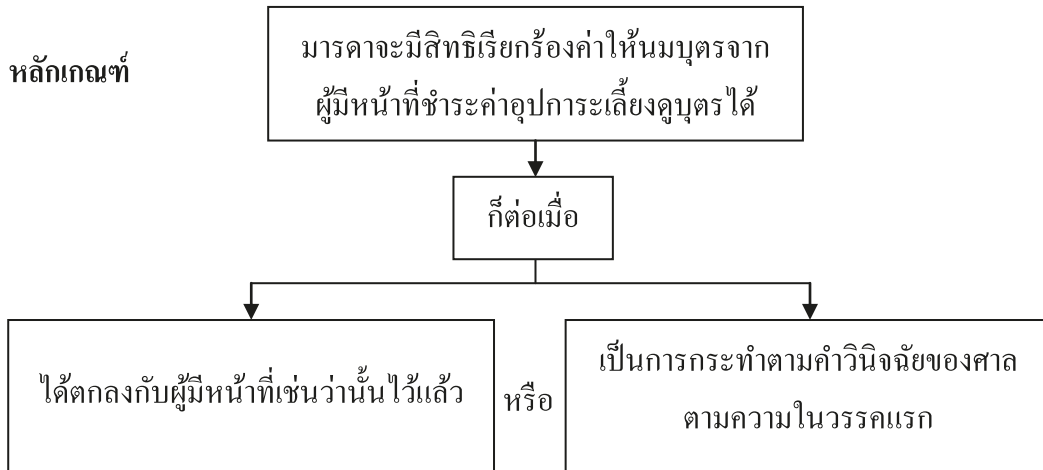 หลักเกณฑ์
มารดาจะมีสิทธิเรียกร้องค่าให้นมบุตรจาก
ผู้มีหน้าที่ชำระค่าอุปการะเลี้ยงดูบุตรได้
ก็ต่อเมื่อ
ได้ตกลงกับผู้มีหน้าที่เช่นว่านั้นไว้แล้ว
หรือ
เป็นการกระทำตามคำวินิจฉัยของศาล
ตามความในวรรคแรก